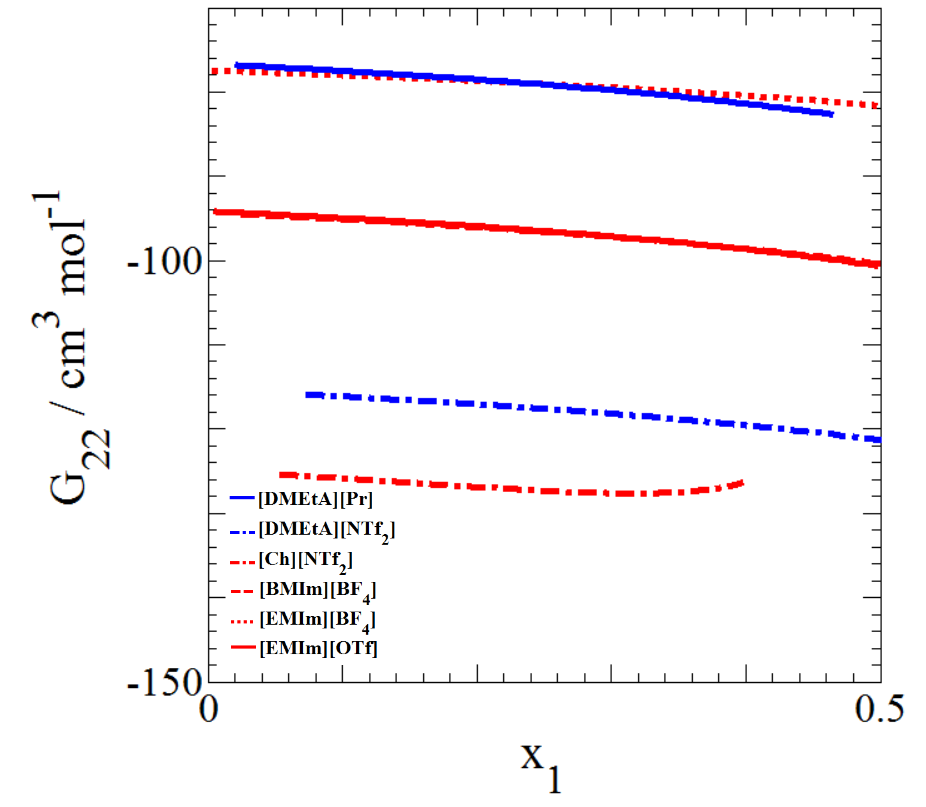 -100
G22 / cm3 mol-1
[DMEtA][Pr]
[DMEtA][NTf2]
[Ch][NTf2]
[BMIm][BF4]
[EMIm][BF4]
[EMIm][OTf]
-150
0 0.5
x1